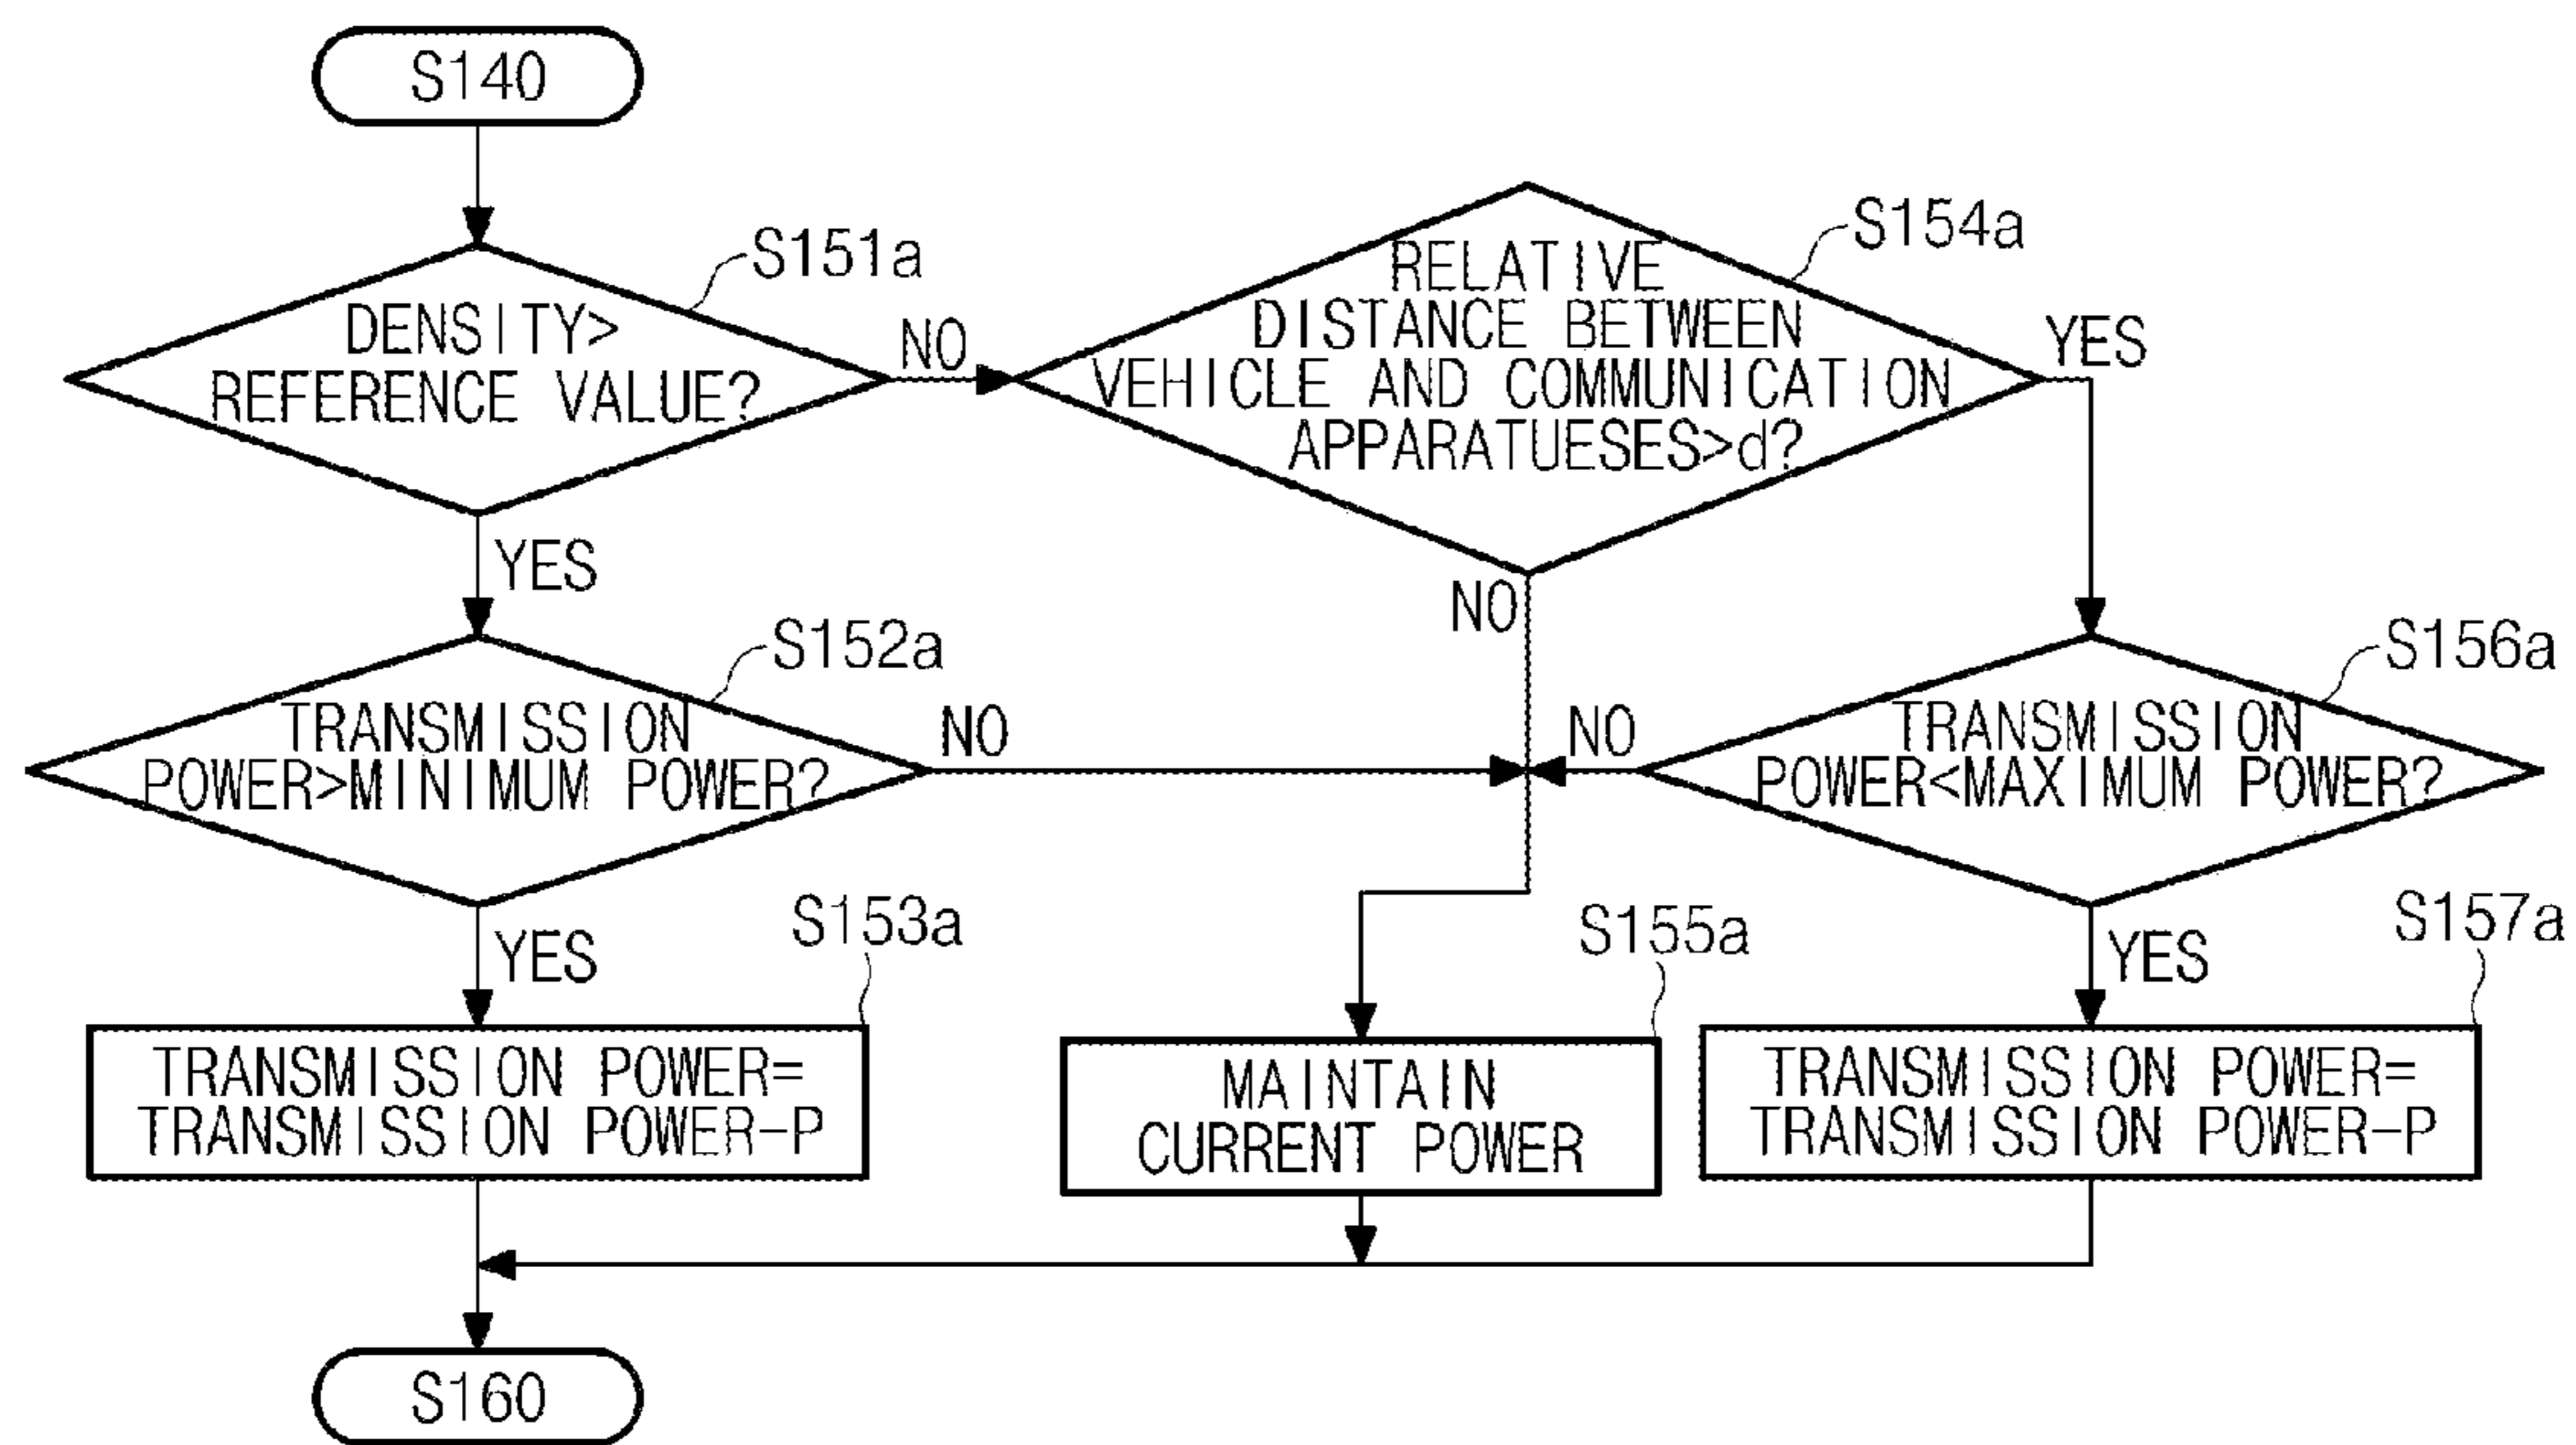 S140
S151a
DENSITY>
REFERENCE VALUE?
NO
S154a
RELATIVE
DISTANCE BETWEEN
VEHICLE AND COMMUNICATION
APPARATUESES>d?
YES
YES
NO
S152a
TRANSMISSION
POWER>MINIMUM POWER?
NO
S156a
TRANSMISSION
POWER<MAXIMUM POWER?
NO
YES
S153a
TRANSMISSION POWER=
TRANSMISSION POWER-P
S155a
MAINTAIN
CURRENT POWER
YES
S157a
TRANSMISSION POWER=
TRANSMISSION POWER-P
S160